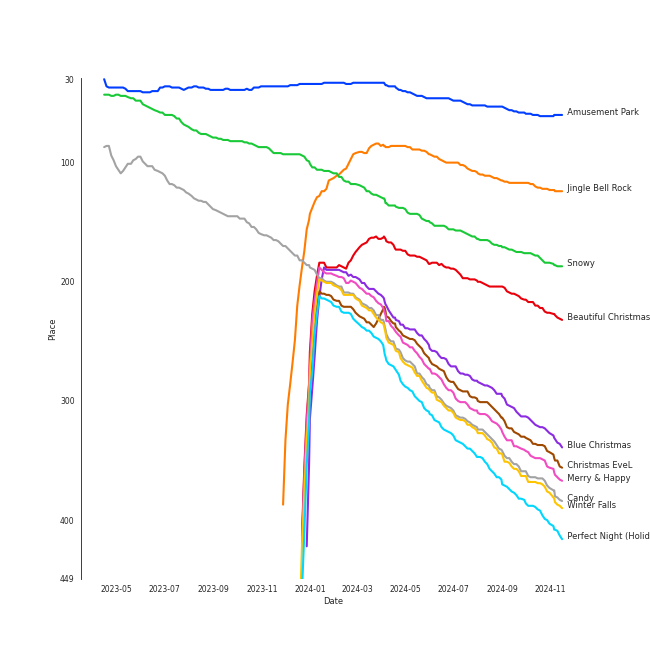 30
100
200
300
400
449
Place
2023-05
2023-07
2023-09
2023-11
2024-01
2024-03
2024-05
2024-07
2024-09
2024-11
Date
Amusement Park
Jingle Bell Rock
Snowy
Beautiful Christmas
Blue Christmas
Christmas EveL
Merry & Happy
Candy
Winter Falls
Perfect Night (Holid